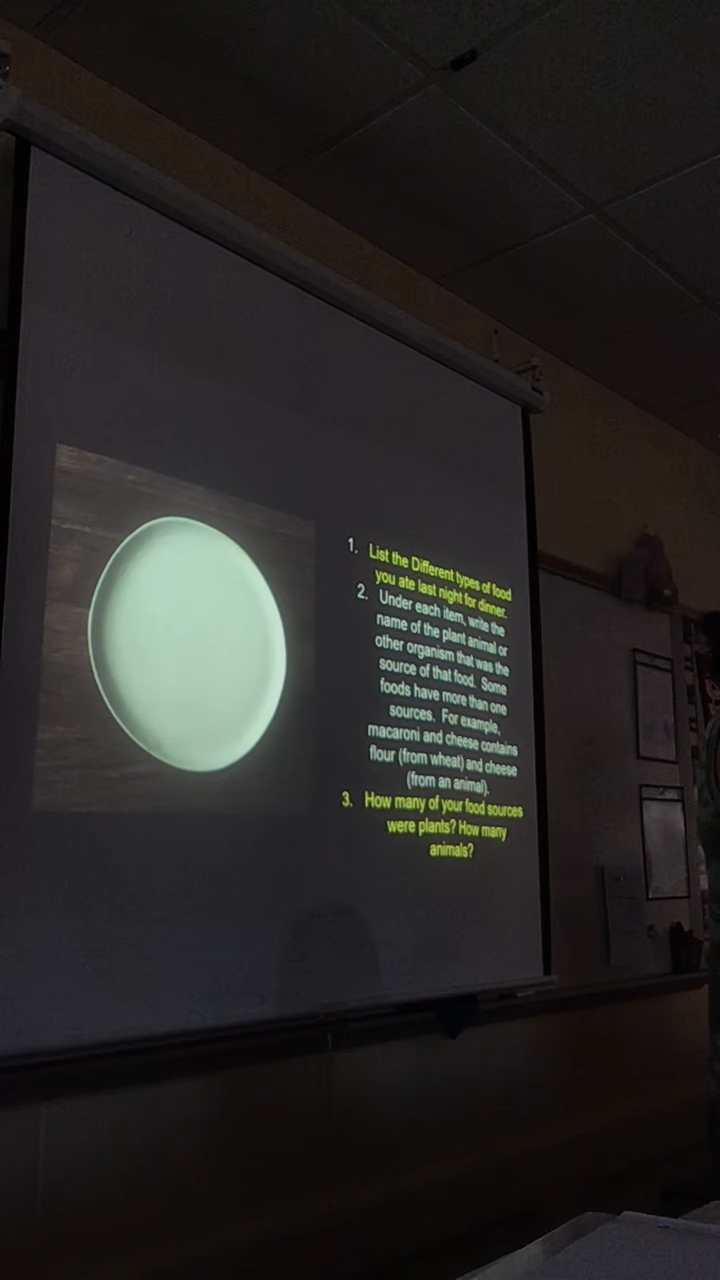 1. List the Different types of food
you ate last night for dinner.
2. Under each item, write the
name of the plant animal or
other organism that was the
source of that food. Some
foods have more than one
sources. For example,
macaroni and cheese contains
flour (from wheat) and cheese
(from an animal).
3. How many of your food sources
were plants? How many
animals?